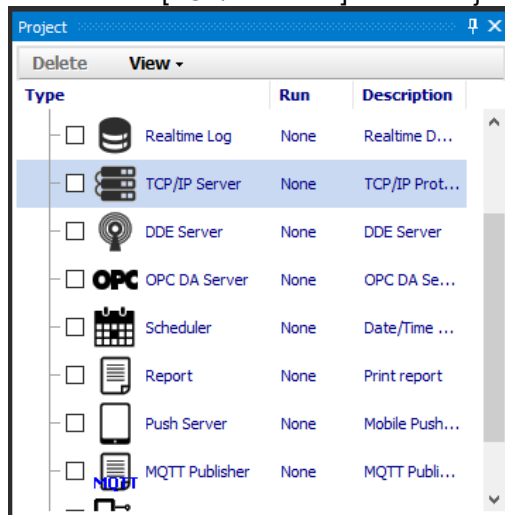 Project
Delete View
Type Run Description
Realtime Log None Realtime D...
TCP/IP Server None TCP/IP Prot...
DDE Server None DDE Server
OPC OPC DA Server None OPC DA Se...
Scheduler None Date/Time ...
Report None Print report
Push Server None Mobile Push...
MQTT MQTT Publisher None MQTT Publi...